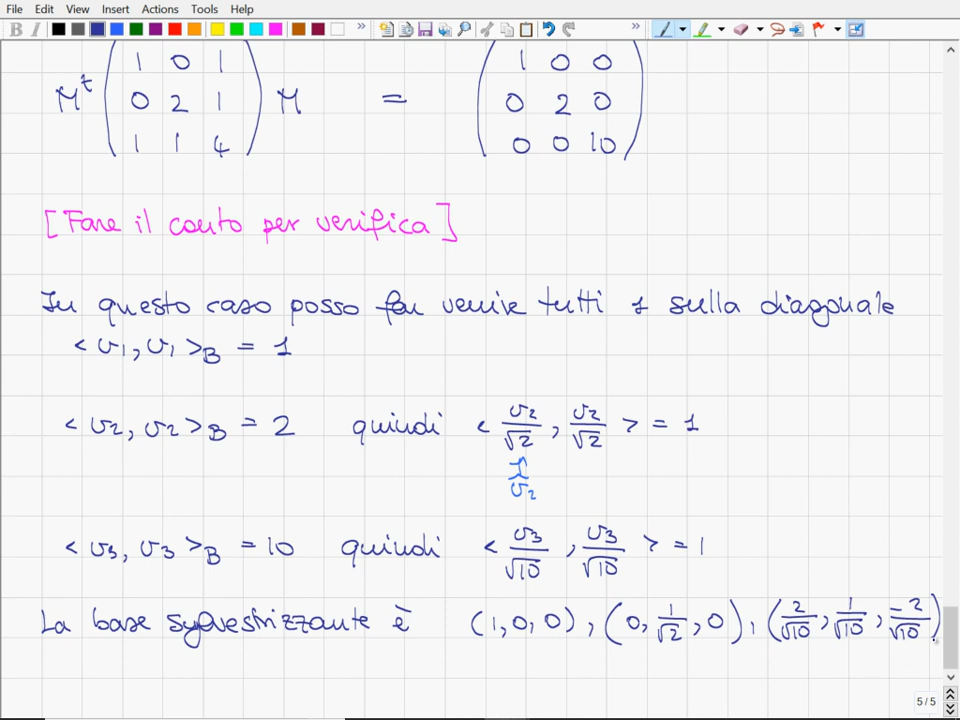 File Edit View Insert Actions Tools Help
B I
M^t ( 1 0 1 ; 0 2 1 ; 1 1 4 ) M = ( 1 0 0 ; 0 2 0 ; 0 0 10 )
[Fare il conto per verifica]
In questo caso posso far venire tutti 1 sulla diagonale
<v1, v1>B = 1
<v2, v2>B = 2 quindi < v2/√2 , v2/√2 > = 1
v̂2
<v3, v3>B = 10 quindi < v3/√10 , v3/√10 > = 1
La base sylvestrizzante è (1,0,0), (0, 1/√2, 0), (2/√10, 1/√10, -2/√10)
5 / 5